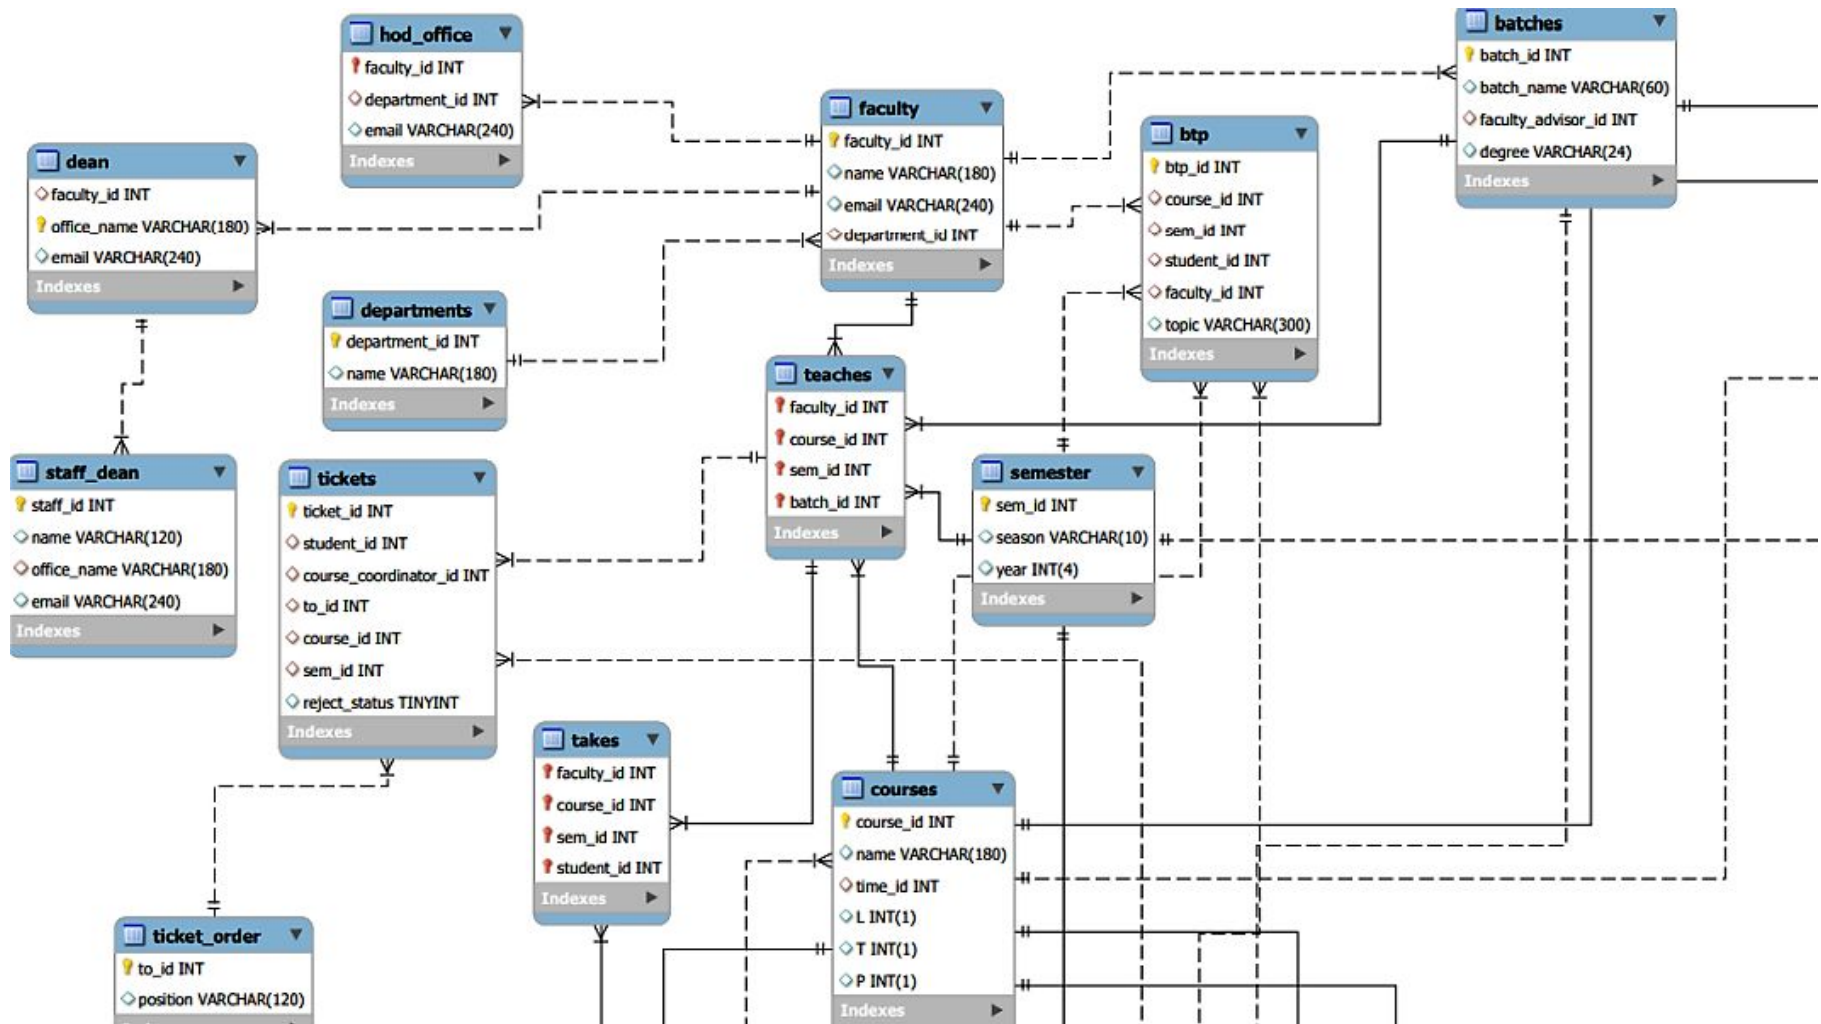 hod_office
faculty_id INT
department_id INT
email VARCHAR(240)
Indexes
batches
batch_id INT
batch_name VARCHAR(60)
faculty_advisor_id INT
degree VARCHAR(24)
Indexes
faculty
faculty_id INT
name VARCHAR(180)
email VARCHAR(240)
department_id INT
Indexes
btp
btp_id INT
course_id INT
sem_id INT
student_id INT
faculty_id INT
topic VARCHAR(300)
Indexes
dean
faculty_id INT
office_name VARCHAR(180)
email VARCHAR(240)
Indexes
departments
department_id INT
name VARCHAR(180)
Indexes
teaches
faculty_id INT
course_id INT
sem_id INT
batch_id INT
Indexes
staff_dean
staff_id INT
name VARCHAR(120)
office_name VARCHAR(180)
email VARCHAR(240)
Indexes
tickets
ticket_id INT
student_id INT
course_coordinator_id INT
to_id INT
course_id INT
sem_id INT
reject_status TINYINT
Indexes
semester
sem_id INT
season VARCHAR(10)
year INT(4)
Indexes
takes
faculty_id INT
course_id INT
sem_id INT
student_id INT
Indexes
courses
course_id INT
name VARCHAR(180)
time_id INT
L INT(1)
T INT(1)
P INT(1)
Indexes
ticket_order
to_id INT
position VARCHAR(120)